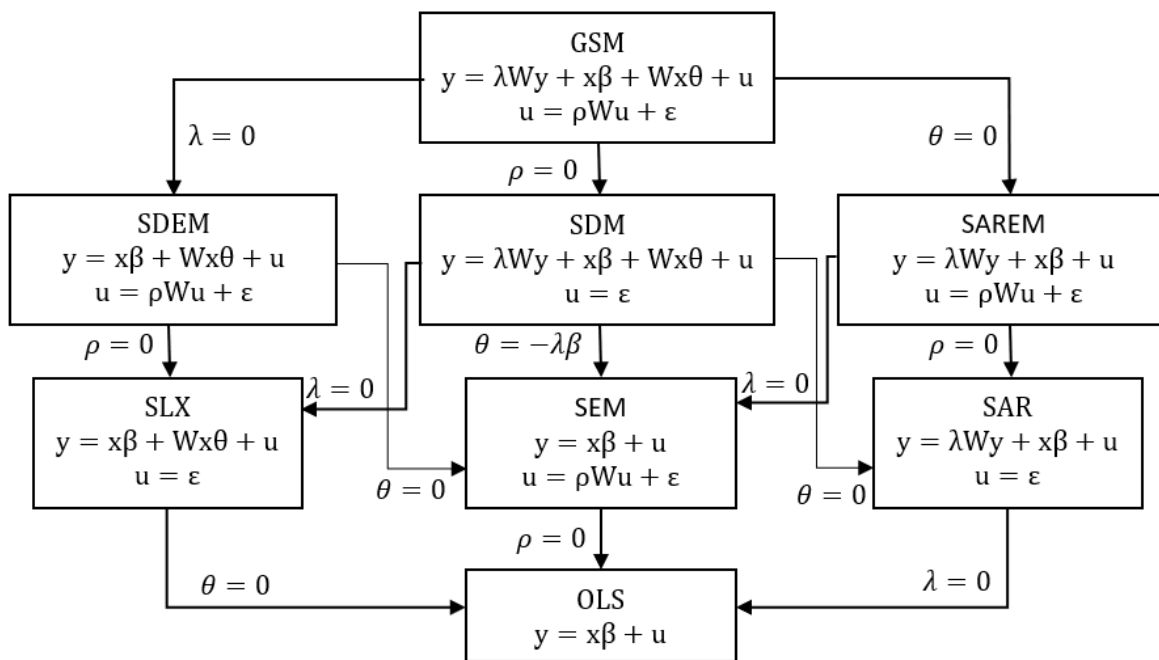 GSM
y = λWy + xβ + Wxθ + u
u = ρWu + ε
λ = 0
θ = 0
ρ = 0
SDEM
y = xβ + Wxθ + u
u = ρWu + ε
SDM
y = λWy + xβ + Wxθ + u
u = ε
SAREM
y = λWy + xβ + u
u = ρWu + ε
ρ = 0
θ = −λβ
ρ = 0
λ = 0
λ = 0
SLX
y = xβ + Wxθ + u
u = ε
SEM
y = xβ + u
u = ρWu + ε
SAR
y = λWy + xβ + u
u = ε
θ = 0
θ = 0
ρ = 0
θ = 0
λ = 0
OLS
y = xβ + u